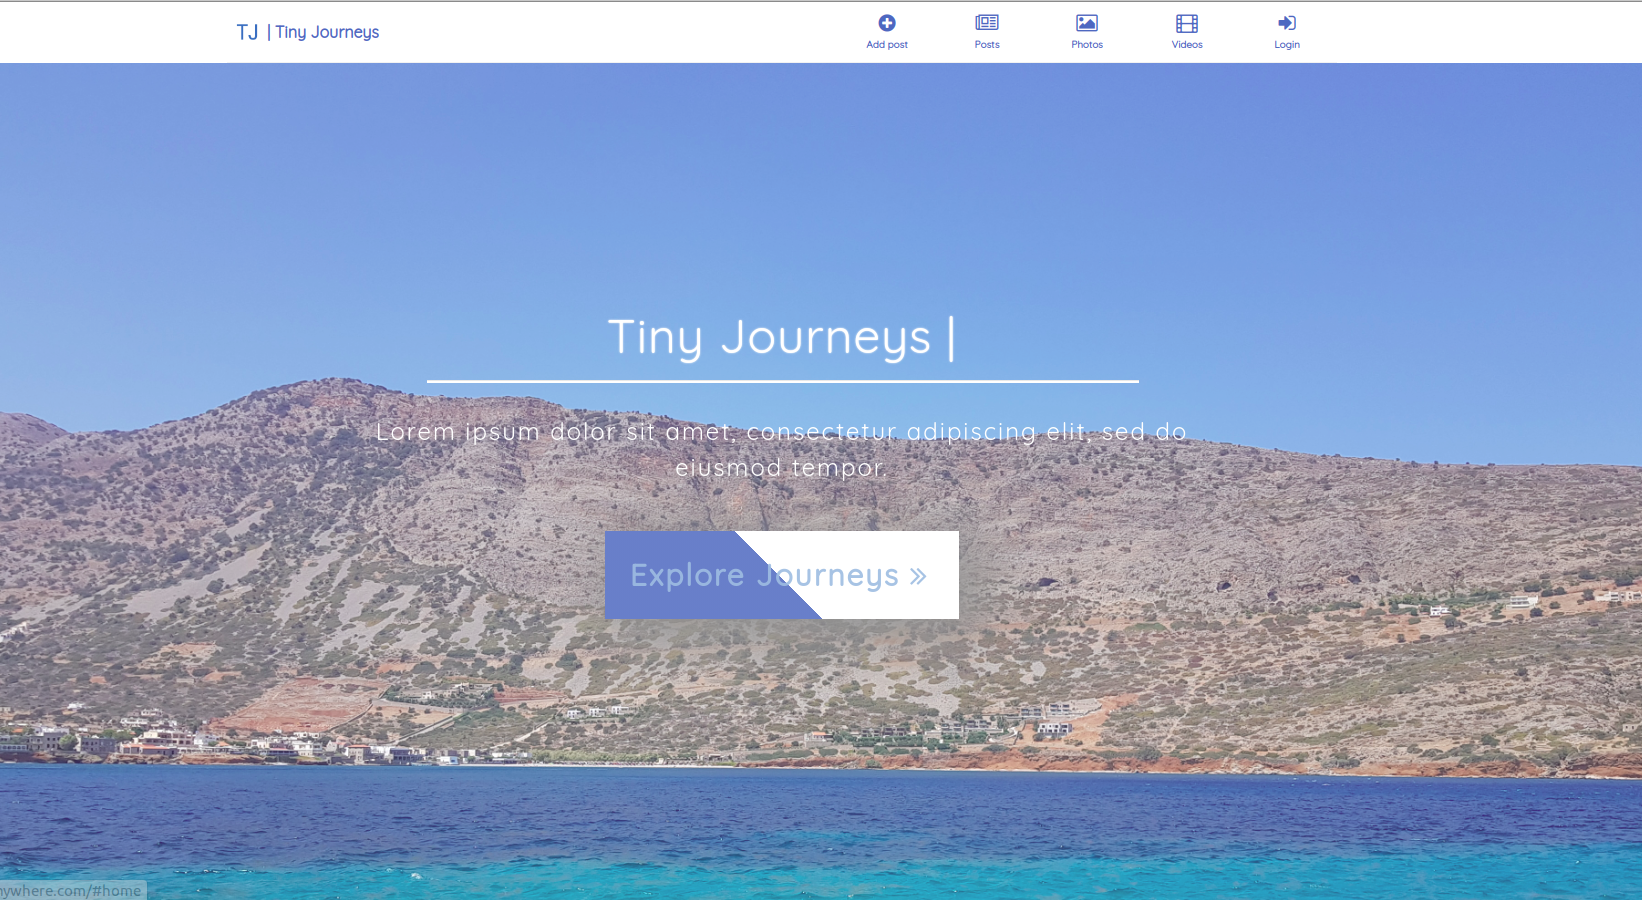 TJ | Tiny Journeys
Add post
Posts
Photos
Videos
Login
Tiny Journeys |
Lorem ipsum dolor sit amet, consectetur adipiscing elit, sed do
eiusmod tempor.
Explore Journeys »
nywhere.com/#home